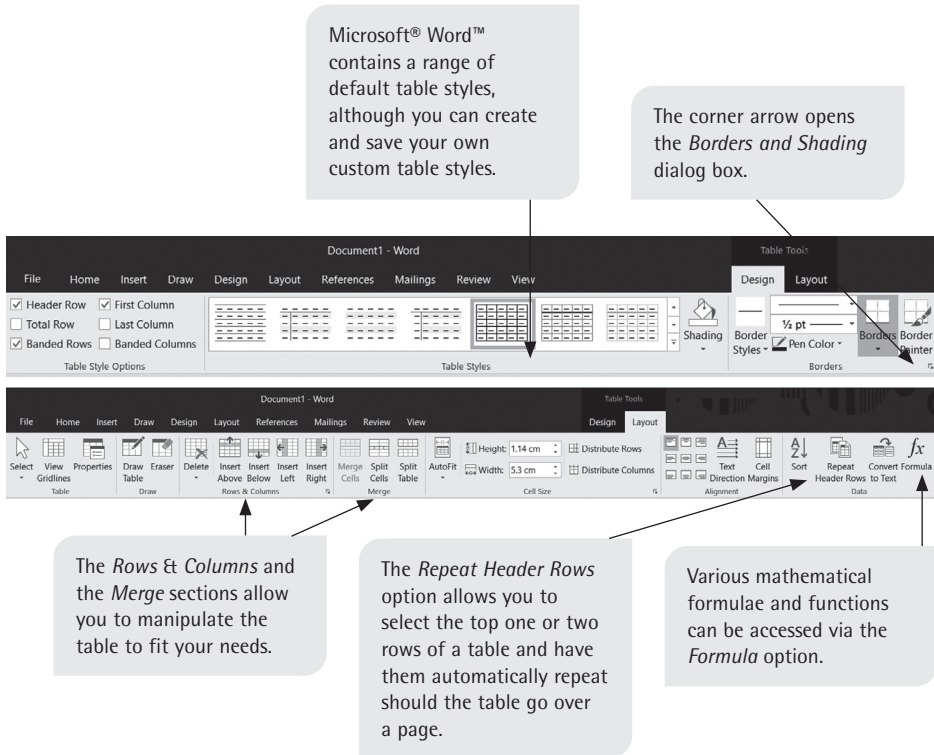 Microsoft® Word™
contains a range of
default table styles,
although you can create
and save your own
custom table styles.
The corner arrow opens
the Borders and Shading
dialog box.
Document1 - Word
Table Tools
File Home Insert Draw Design Layout References Mailings Review View Design Layout
Header Row First Column
Total Row Last Column
Banded Rows Banded Columns
Shading
Border Styles
½ pt
Pen Color
Borders
Border Painter
Table Style Options Table Styles Borders
Document1 - Word
Table Tools
File Home Insert Draw Design Layout References Mailings Review View Design Layout
Select View Gridlines Properties
Draw Table Eraser
Delete Insert Above Insert Below Insert Left Insert Right
Merge Cells Split Cells Split Table
AutoFit
Height: 1.14 cm Distribute Rows
Width: 5.3 cm Distribute Columns
Text Direction Cell Margins
A Z Sort Repeat Header Rows Convert to Text fx Formula
Table Draw Rows & Columns Merge Cell Size Alignment Data
The Rows & Columns and
the Merge sections allow
you to manipulate the
table to fit your needs.
The Repeat Header Rows
option allows you to
select the top one or two
rows of a table and have
them automatically repeat
should the table go over
a page.
Various mathematical
formulae and functions
can be accessed via the
Formula option.